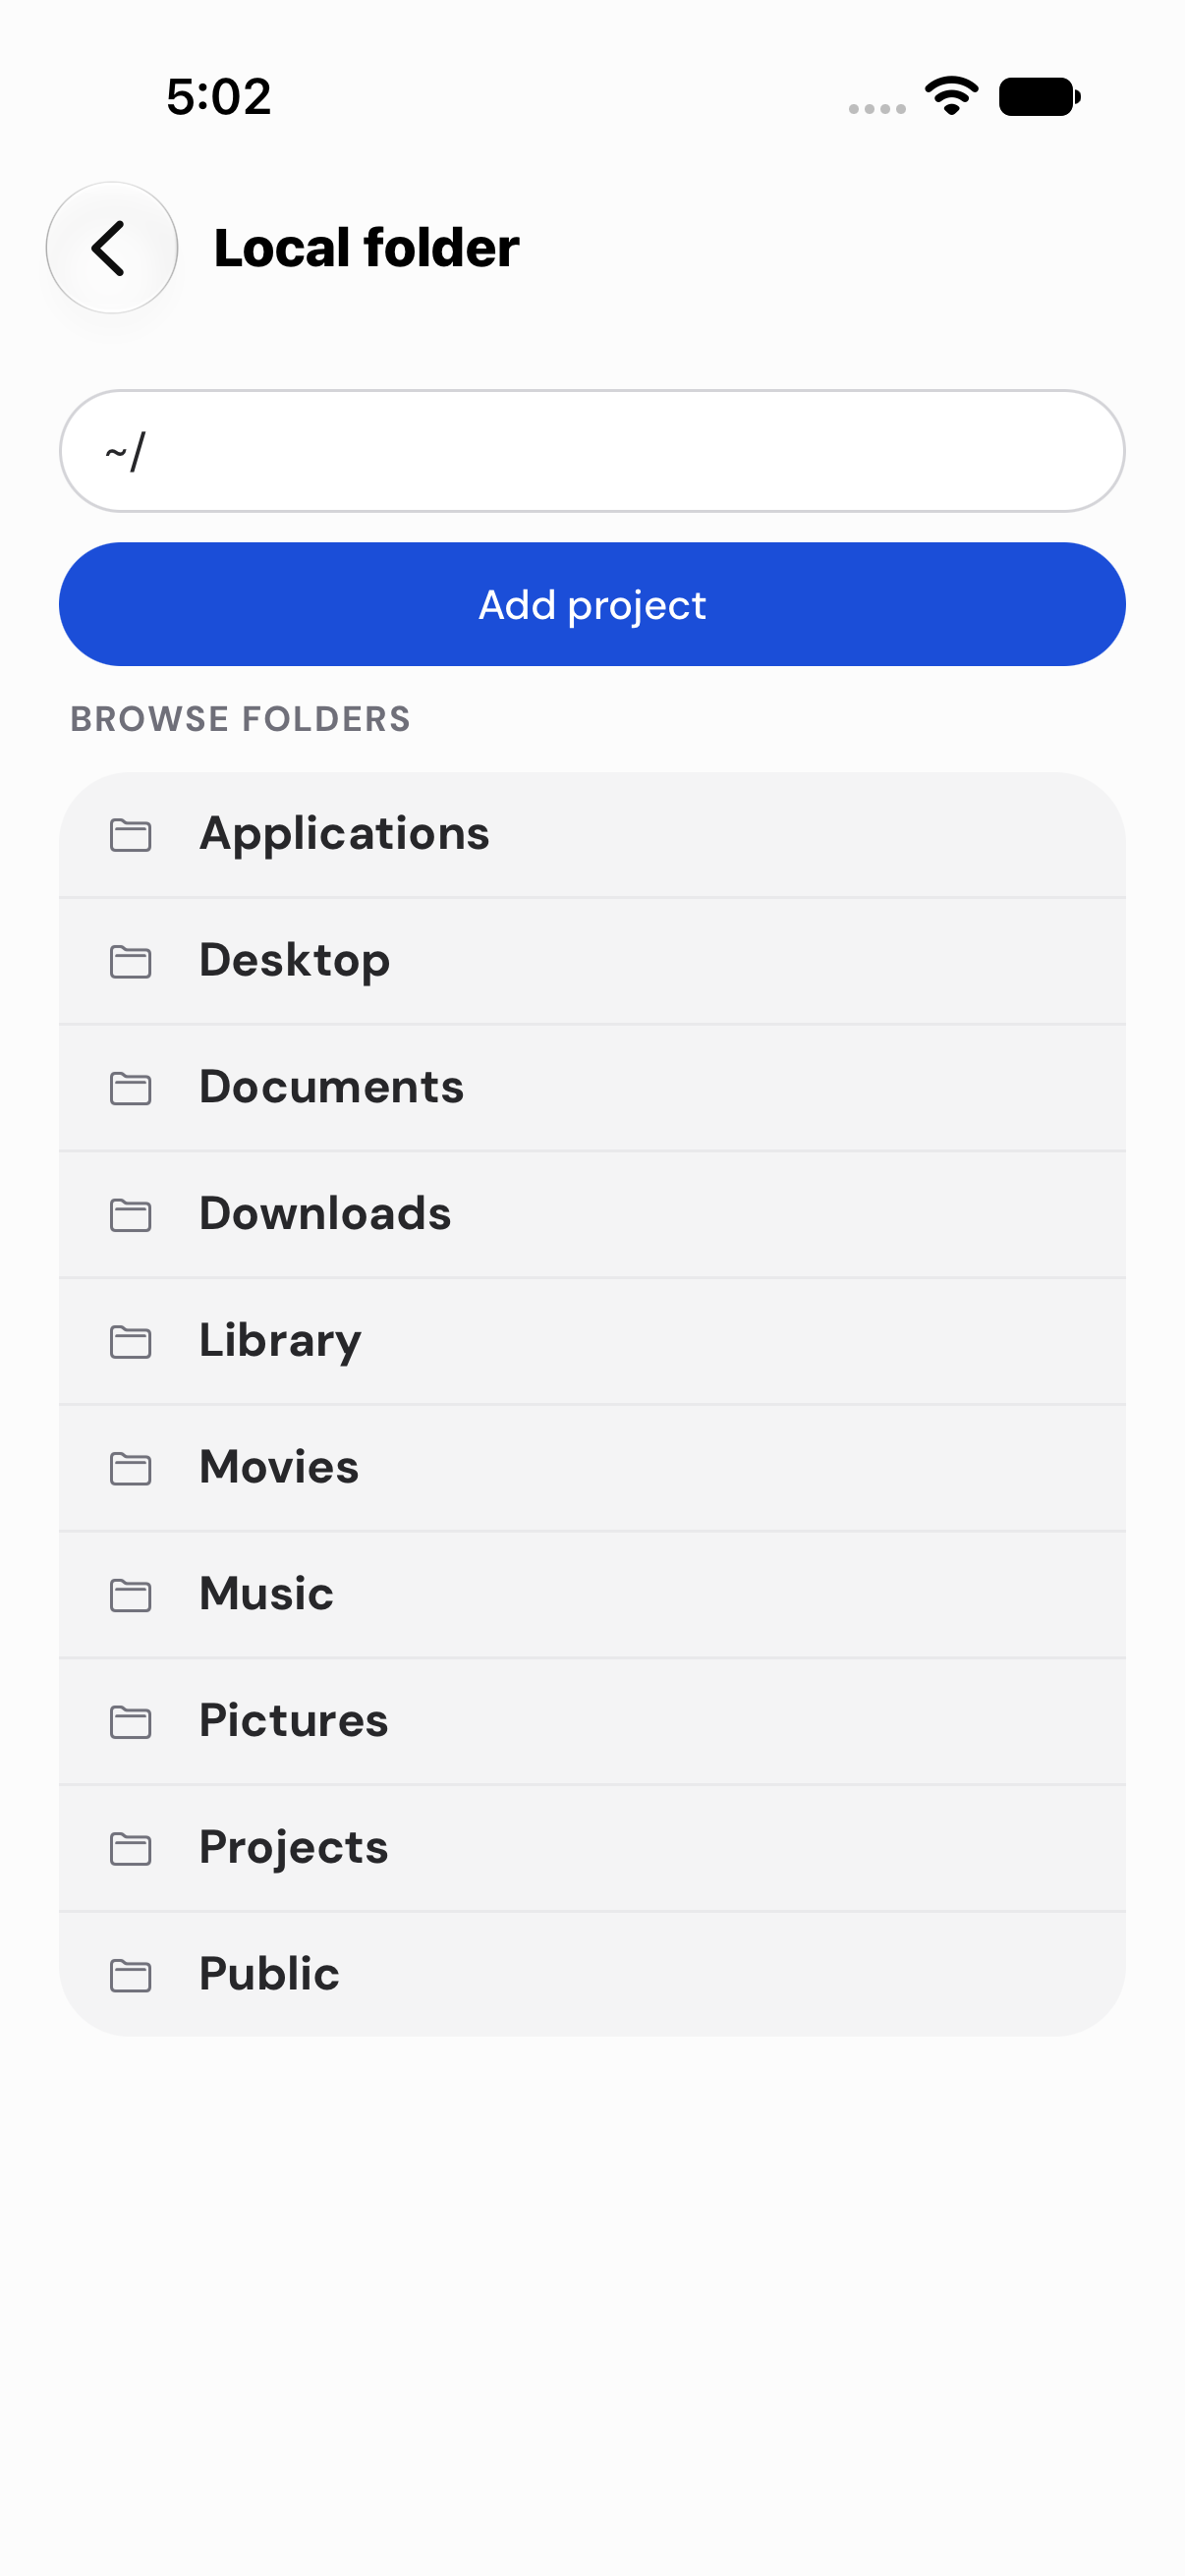 5:02
Local folder
~/
Add project
BROWSE FOLDERS
Applications
Desktop
Documents
Downloads
Library
Movies
Music
Pictures
Projects
Public